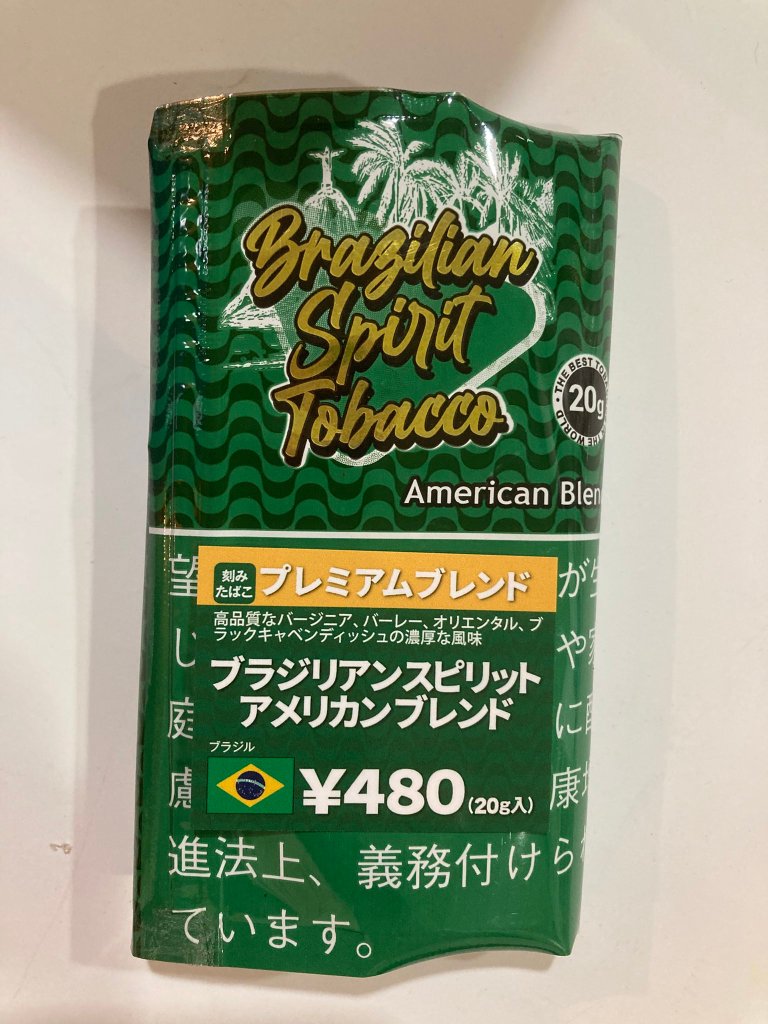 Brazilian
Spirit
Tobacco
THE BEST
20g
THE WORLD
American
刻み
たばこ
プレミアムブレンド
高品質なバージニア、バーレー、オリエンタル、ブ
ラックキャベンディッシュの濃厚な風味
ブラジリアンスピリット
アメリカンブレンド
ブラジル
¥480(20g入)
望 が生
じ や
庭 に
慮 康
進法上、義務付けら
ています。